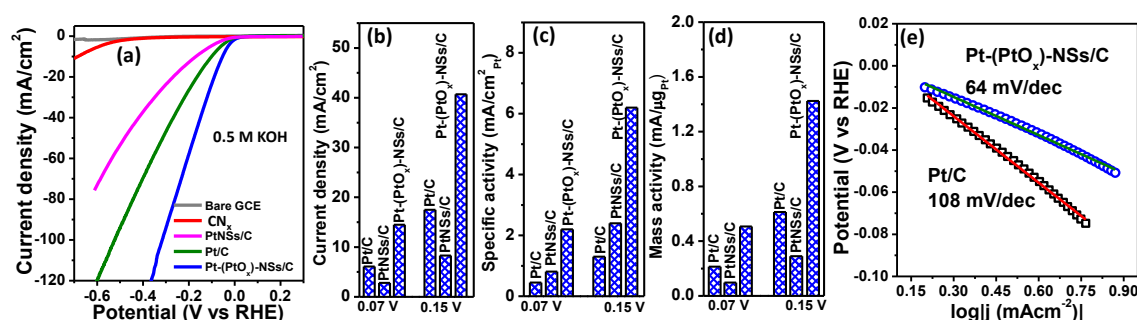 (a)
0
-20
-40
-60
-80
-100
-120
Current density (mA/cm²)
0.5 M KOH
Bare GCE
CNₓ
PtNSs/C
Pt/C
Pt-(PtOₓ)-NSs/C
-0.6 -0.4 -0.2 0.0 0.2
Potential (V vs RHE)
(b)
50
40
30
20
10
0
Current density (mA/cm²)
Pt/C
PtNSs/C
Pt-(PtOₓ)-NSs/C
Pt/C
PtNSs/C
Pt-(PtOₓ)-NSs/C
0.07 V 0.15 V
(c)
8
6
4
2
0
Specific activity (mA/cm²Pt)
Pt/C
PtNSs/C
Pt-(PtOₓ)-NSs/C
Pt/C
PtNSs/C
Pt-(PtOₓ)-NSs/C
0.07 V 0.15 V
(d)
2.0
1.6
1.2
0.8
0.4
0.0
Mass activity (mA/μgPt)
Pt/C
PtNSs/C
Pt-(PtOₓ)-NSs/C
Pt/C
PtNSs/C
Pt-(PtOₓ)-NSs/C
0.07 V 0.15 V
(e)
0.02
0.00
-0.02
-0.04
-0.06
-0.08
-0.10
Potential (V vs RHE)
Pt-(PtOₓ)-NSs/C
64 mV/dec
Pt/C
108 mV/dec
0.15 0.30 0.45 0.60 0.75 0.90
log|j (mAcm⁻²)|